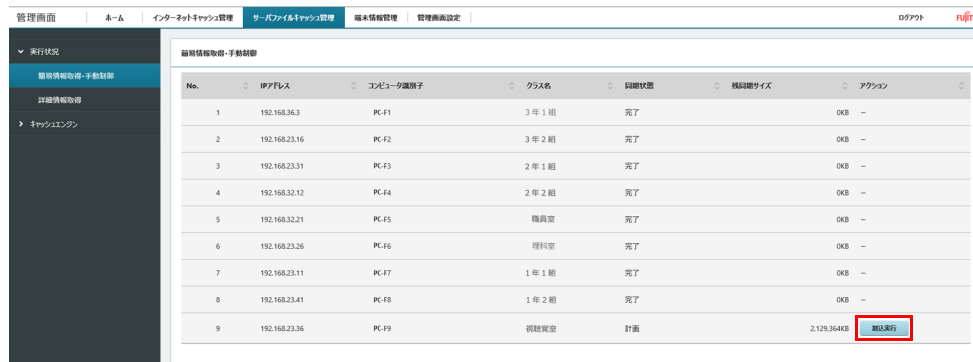 管理画面 ホーム インターネットキャッシュ管理 サーバファイルキャッシュ管理 端末情報管理 管理画面設定 ログアウト
実行状況
簡易情報取得・手動制御
詳細情報取得
キャッシュエンジン
簡易情報取得・手動制御
No. IPアドレス コンピュータ識別子 クラス名 同期状態 残同期サイズ アクション
1 192.168.36.3 PC-F1 3年1組 完了 0KB –
2 192.168.23.16 PC-F2 3年2組 完了 0KB –
3 192.168.23.31 PC-F3 2年1組 完了 0KB –
4 192.168.32.12 PC-F4 2年2組 完了 0KB –
5 192.168.32.21 PC-F5 職員室 完了 0KB –
6 192.168.23.26 PC-F6 理科室 完了 0KB –
7 192.168.23.11 PC-F7 1年1組 完了 0KB –
8 192.168.23.41 PC-F8 1年2組 完了 0KB –
9 192.168.23.36 PC-F9 視聴覚室 計画 2,129,364KB 割込実行